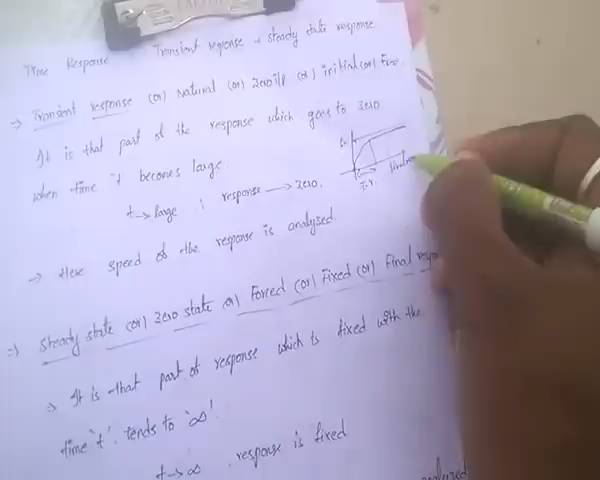 Time Response Transient response + steady state response
⇒ Transient response (or) Natural (or) Zero i/p (or) initial (or) Free
It is that part of the response which goes to zero
when time 't' becomes large.
t→large ; response → zero.
T.r.
→ Here speed of the response is analysed.
⇒ Steady state (or) Zero state (or) Forced (or) Fixed (or) Final
→ It is that part of response which is fixed with the
time 't' tends to '∞'.
t→∞ response is fixed
analysed